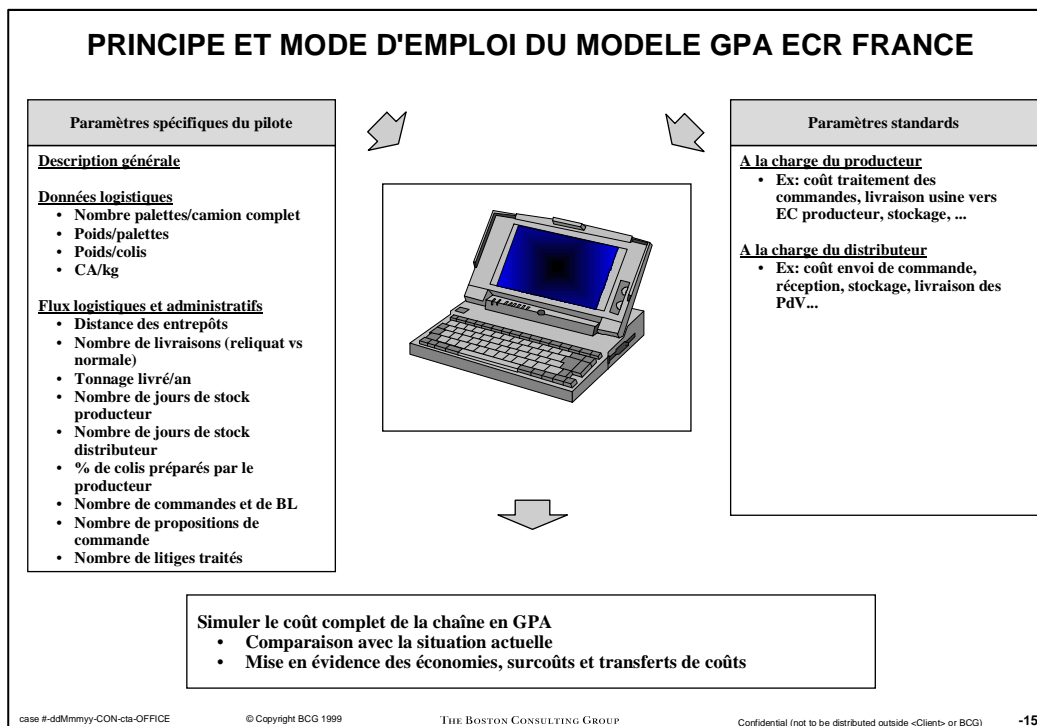 PRINCIPE ET MODE D'EMPLOI DU MODELE GPA ECR FRANCE
Paramètres spécifiques du pilote
Description générale
Données logistiques
• Nombre palettes/camion complet
• Poids/palettes
• Poids/colis
• CA/kg
Flux logistiques et administratifs
• Distance des entrepôts
• Nombre de livraisons (reliquat vs
normale)
• Tonnage livré/an
• Nombre de jours de stock
producteur
• Nombre de jours de stock
distributeur
• % de colis préparés par le
producteur
• Nombre de commandes et de BL
• Nombre de propositions de
commande
• Nombre de litiges traités
Paramètres standards
A la charge du producteur
• Ex: coût traitement des
commandes, livraison usine vers
EC producteur, stockage, ...
A la charge du distributeur
• Ex: coût envoi de commande,
réception, stockage, livraison des
PdV...
Simuler le coût complet de la chaîne en GPA
• Comparaison avec la situation actuelle
• Mise en évidence des économies, surcoûts et transferts de coûts
case #-ddMmmyy-CON-cta-OFFICE
© Copyright BCG 1999
THE BOSTON CONSULTING GROUP
Confidential (not to be distributed outside <Client> or BCG)
-15